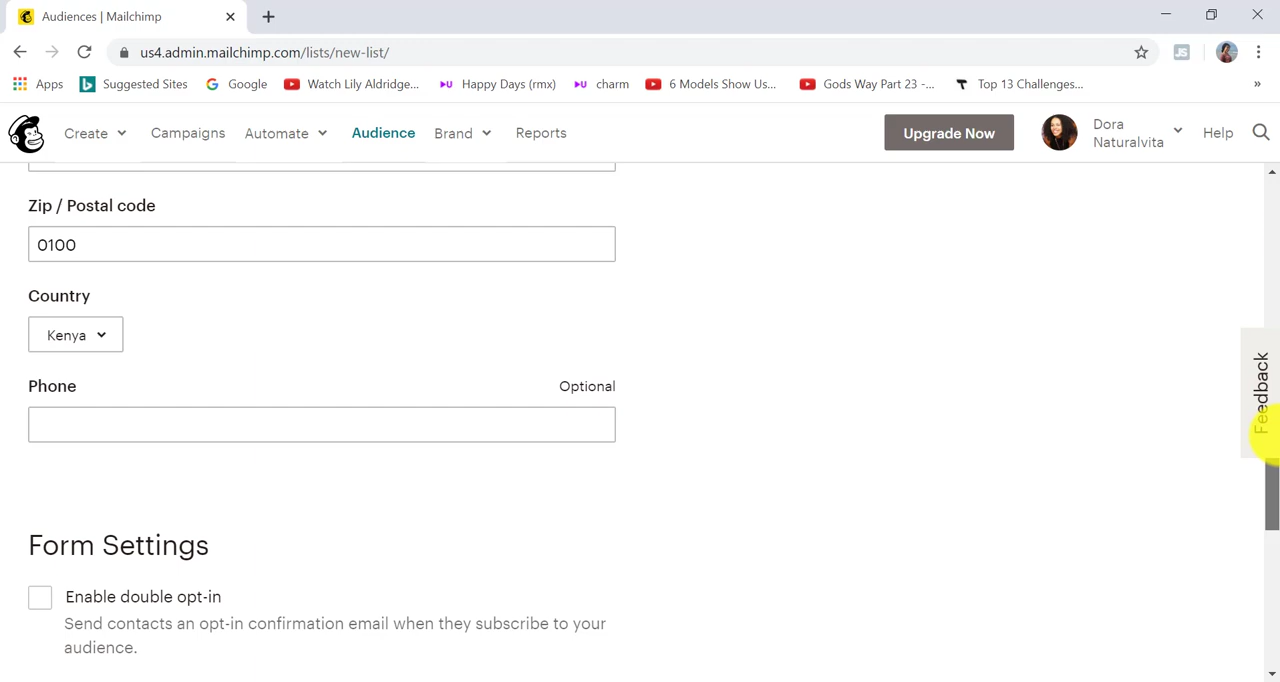 Audiences | Mailchimp
us4.admin.mailchimp.com/lists/new-list/
JS
Apps
Suggested Sites
Google
Watch Lily Aldridge...
Happy Days (rmx)
charm
6 Models Show Us...
Gods Way Part 23 -...
Top 13 Challenges...
»
Create
Campaigns
Automate
Audience
Brand
Reports
Upgrade Now
Dora
Naturalvita
Help
Zip / Postal code
0100
Country
Kenya
Phone
Optional
Feedback
Form Settings
Enable double opt-in
Send contacts an opt-in confirmation email when they subscribe to your
audience.